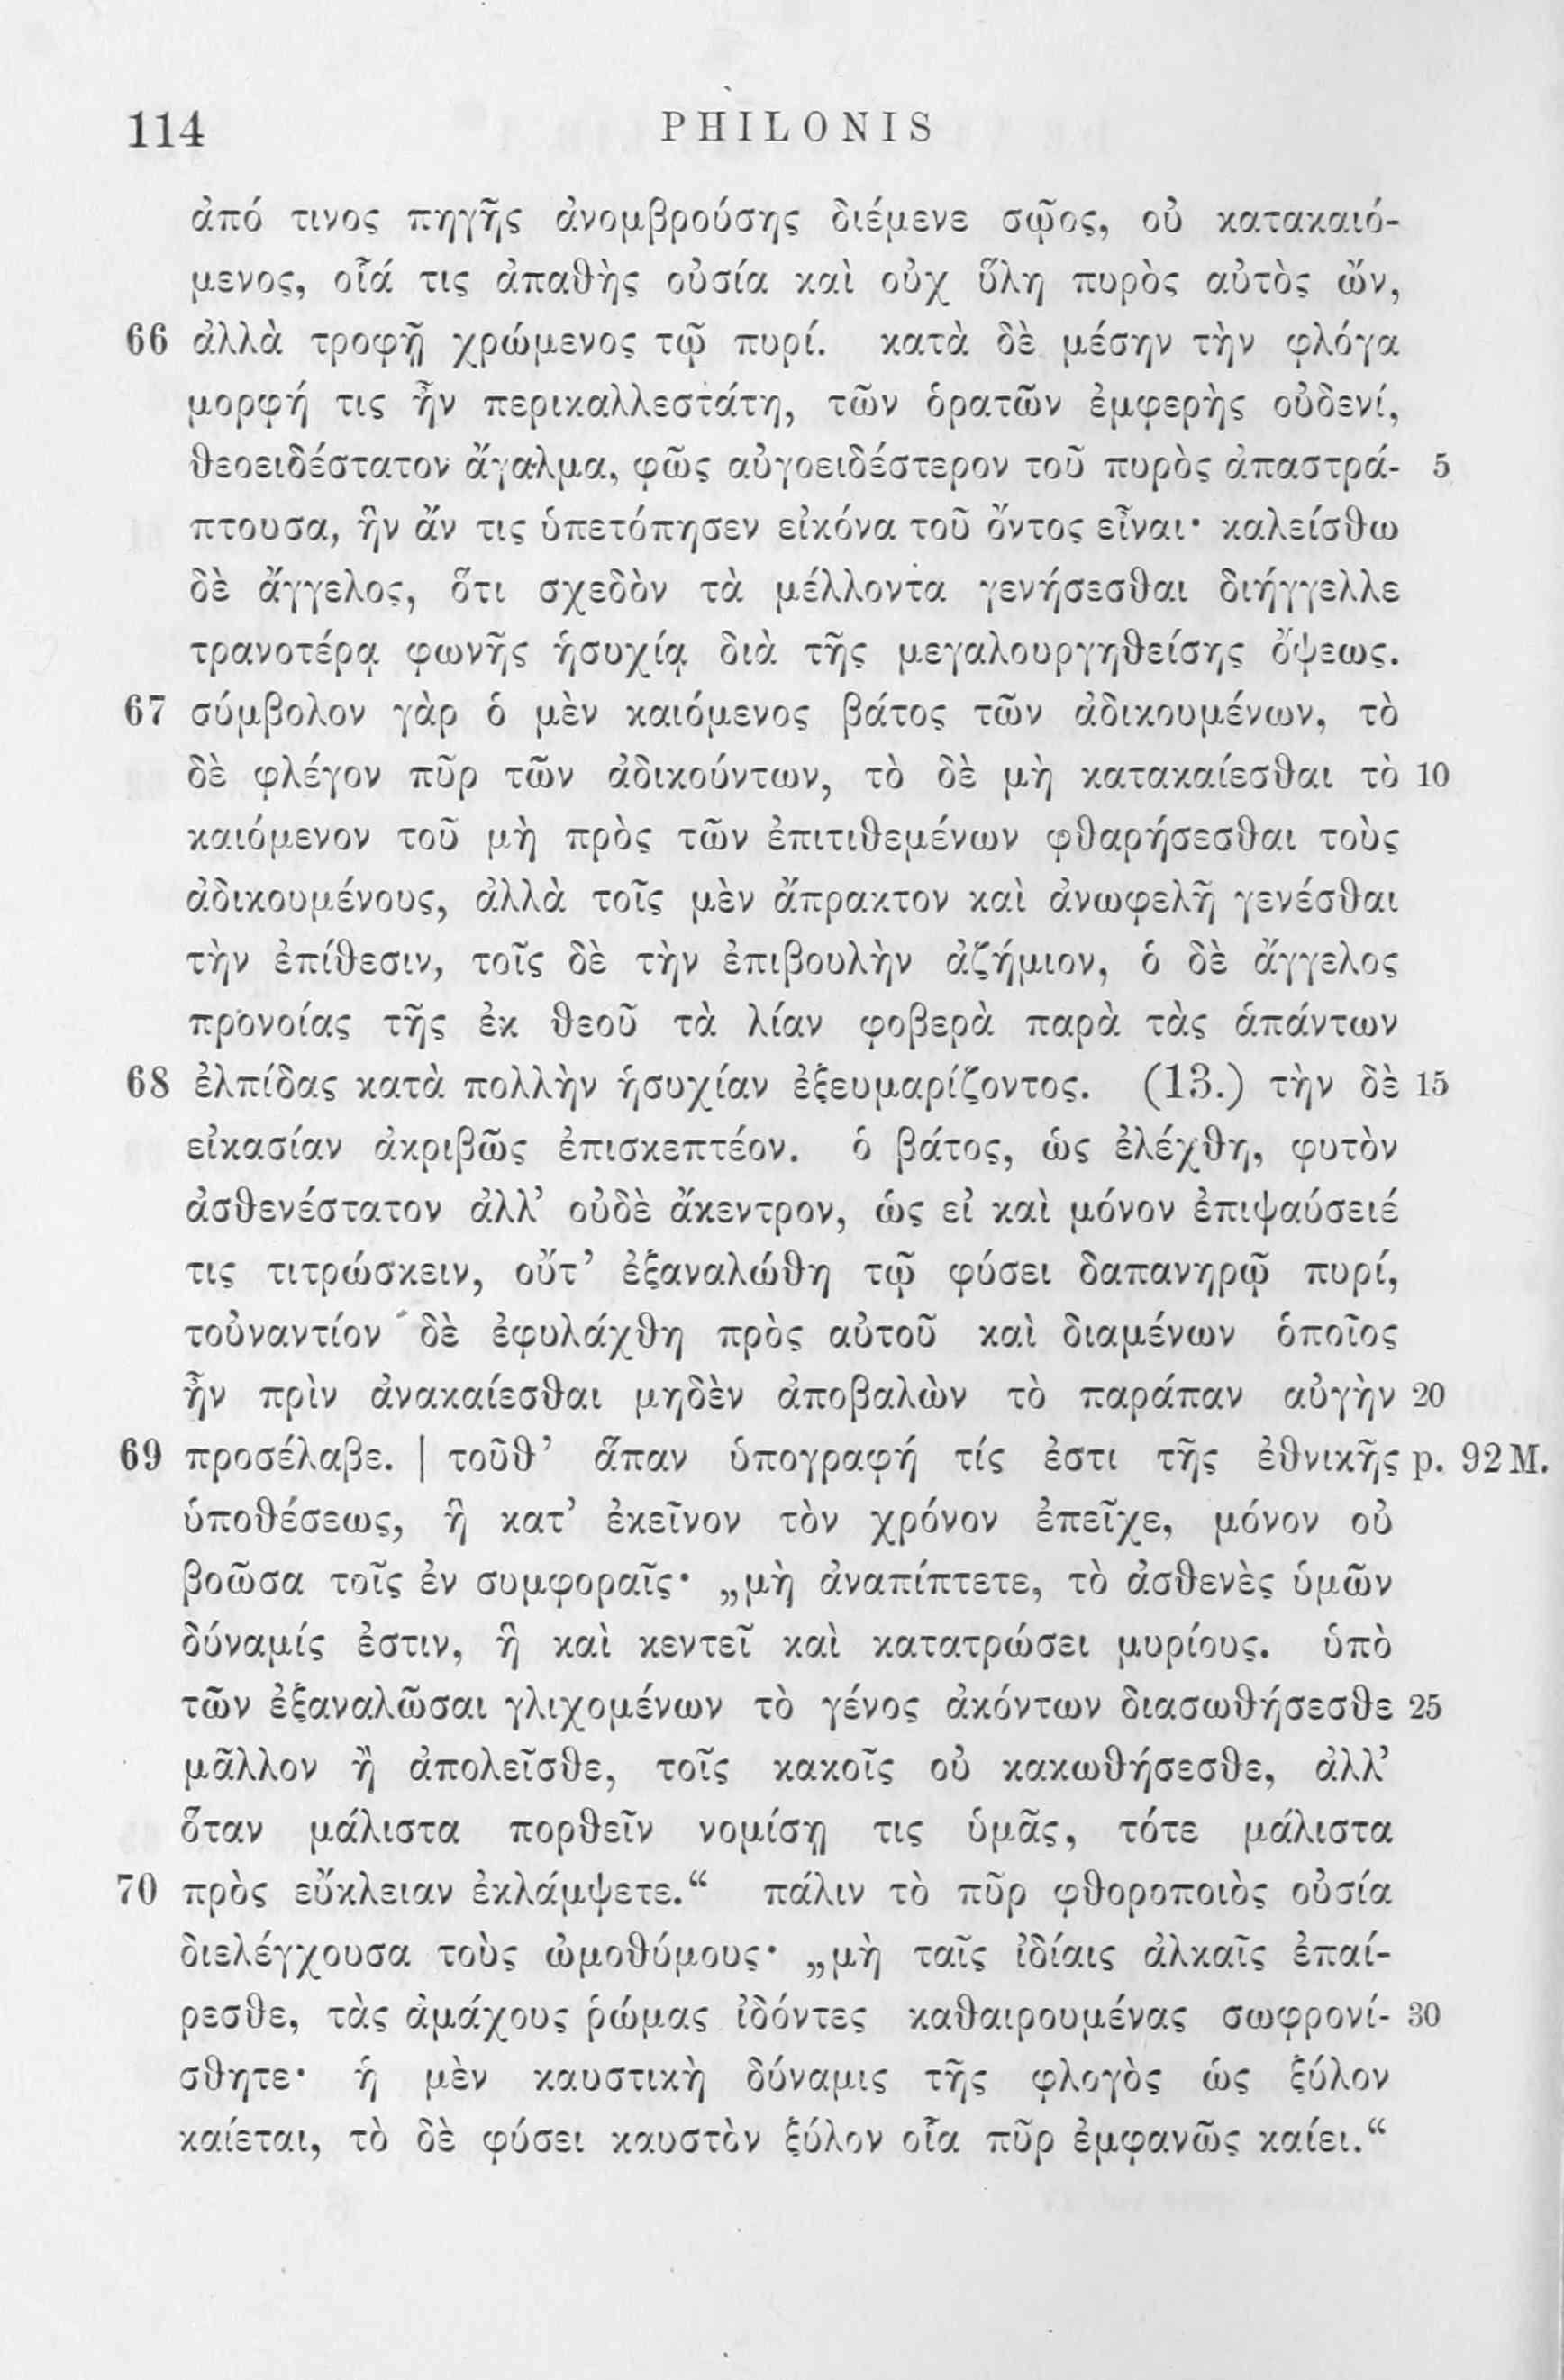 114 PHILONIS
ἀπό τινος πηγῆς ἀνομβρούσης διέμενε σῷος, οὐ κατακαιό-
μενος, οἷά τις ἀπαθὴς οὐσία καὶ οὐχ ὕλη πυρὸς αὐτὸς ὤν,
66 ἀλλὰ τροφῇ χρώμενος τῷ πυρί. κατὰ δὲ μέσην τὴν φλόγα
μορφή τις ἦν περικαλλεστάτη, τῶν ὁρατῶν ἐμφερὴς οὐδενί,
θεοειδέστατον ἄγαλμα, φῶς αὐγοειδέστερον τοῦ πυρὸς ἀπαστρά- 5
πτουσα, ἣν ἄν τις ὑπετόπησεν εἰκόνα τοῦ ὄντος εἶναι· καλείσθω
δὲ ἄγγελος, ὅτι σχεδὸν τὰ μέλλοντα γενήσεσθαι διήγγελλε
τρανοτέρᾳ φωνῆς ἡσυχίᾳ διὰ τῆς μεγαλουργηθείσης ὄψεως.
67 σύμβολον γὰρ ὁ μὲν καιόμενος βάτος τῶν ἀδικουμένων, τὸ
δὲ φλέγον πῦρ τῶν ἀδικούντων, τὸ δὲ μὴ κατακαίεσθαι τὸ 10
καιόμενον τοῦ μὴ πρὸς τῶν ἐπιτιθεμένων φθαρήσεσθαι τοὺς
ἀδικουμένους, ἀλλὰ τοῖς μὲν ἄπρακτον καὶ ἀνωφελῆ γενέσθαι
τὴν ἐπίθεσιν, τοῖς δὲ τὴν ἐπιβουλὴν ἀζήμιον, ὁ δὲ ἄγγελος
προνοίας τῆς ἐκ θεοῦ τὰ λίαν φοβερὰ παρὰ τὰς ἁπάντων
68 ἐλπίδας κατὰ πολλὴν ἡσυχίαν ἐξευμαρίζοντος. (13.) τὴν δὲ 15
εἰκασίαν ἀκριβῶς ἐπισκεπτέον. ὁ βάτος, ὡς ἐλέχθη, φυτὸν
ἀσθενέστατον ἀλλ’ οὐδὲ ἄκεντρον, ὡς εἰ καὶ μόνον ἐπιψαύσειέ
τις τιτρώσκειν, οὔτ’ ἐξαναλώθη τῷ φύσει δαπανηρῷ πυρί,
τοὐναντίον δὲ ἐφυλάχθη πρὸς αὐτοῦ καὶ διαμένων ὁποῖος
ἦν πρὶν ἀνακαίεσθαι μηδὲν ἀποβαλὼν τὸ παράπαν αὐγὴν 20
69 προσέλαβε. | τοῦθ’ ἅπαν ὑπογραφή τίς ἐστι τῆς ἐθνικῆς p. 92 M.
ὑποθέσεως, ἣ κατ’ ἐκεῖνον τὸν χρόνον ἐπεῖχε, μόνον οὐ
βοῶσα τοῖς ἐν συμφοραῖς· „μὴ ἀναπίπτετε, τὸ ἀσθενὲς ὑμῶν
δύναμίς ἐστιν, ἣ καὶ κεντεῖ καὶ κατατρώσει μυρίους. ὑπὸ
τῶν ἐξαναλῶσαι γλιχομένων τὸ γένος ἀκόντων διασωθήσεσθε 25
μᾶλλον ἢ ἀπολεῖσθε, τοῖς κακοῖς οὐ κακωθήσεσθε, ἀλλ’
ὅταν μάλιστα πορθεῖν νομίσῃ τις ὑμᾶς, τότε μάλιστα
70 πρὸς εὔκλειαν ἐκλάμψετε.“ πάλιν τὸ πῦρ φθοροποιὸς οὐσία
διελέγχουσα τοὺς ὠμοθύμους· „μὴ ταῖς ἰδίαις ἀλκαῖς ἐπαί-
ρεσθε, τὰς ἀμάχους ῥώμας ἰδόντες καθαιρουμένας σωφρονί- 30
σθητε· ἡ μὲν καυστικὴ δύναμις τῆς φλογὸς ὡς ξύλον
καίεται, τὸ δὲ φύσει καυστὸν ξύλον οἷα πῦρ ἐμφανῶς καίει.“